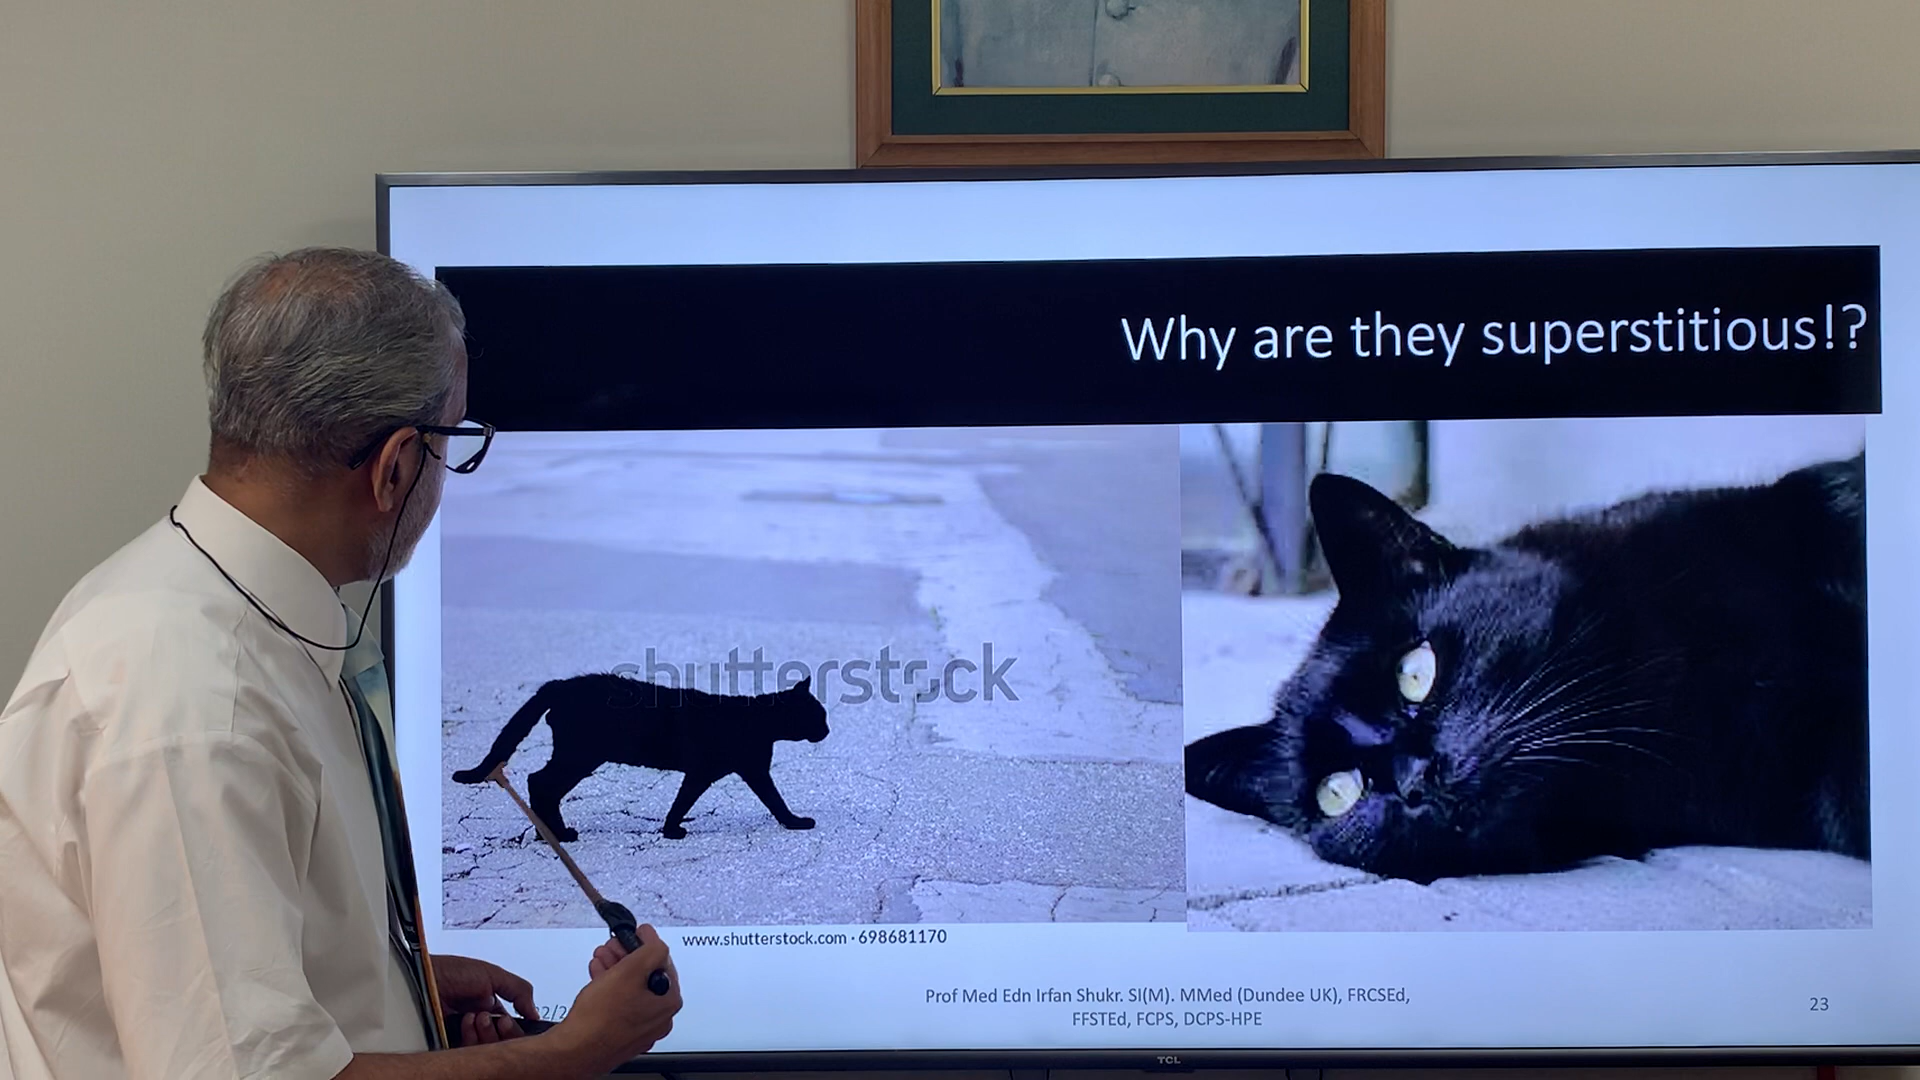 Why are they superstitious!?
shutterstock
www.shutterstock.com · 698681170
Prof Med Edn Irfan Shukr. SI(M). MMed (Dundee UK), FRCSEd,
FFSTEd, FCPS, DCPS-HPE
23
TCL